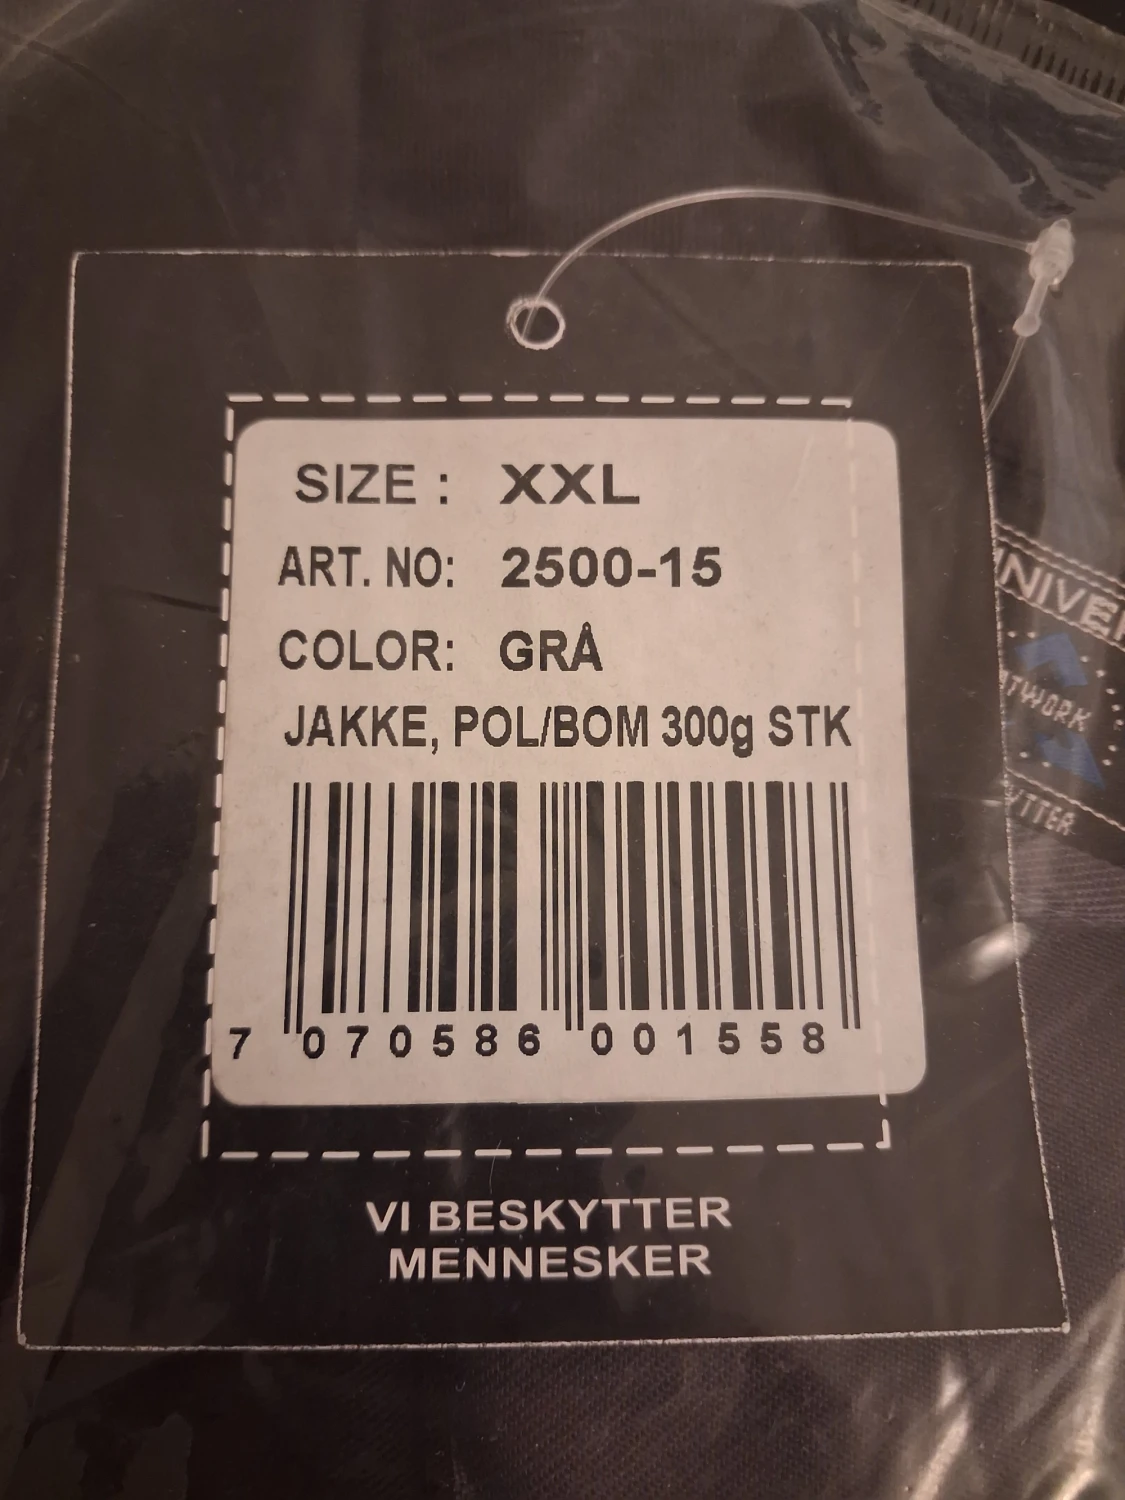 SIZE : XXL
ART. NO: 2500-15
COLOR: GRÅ
JAKKE, POL/BOM 300g STK
7 070586 001558
VI BESKYTTER
MENNESKER